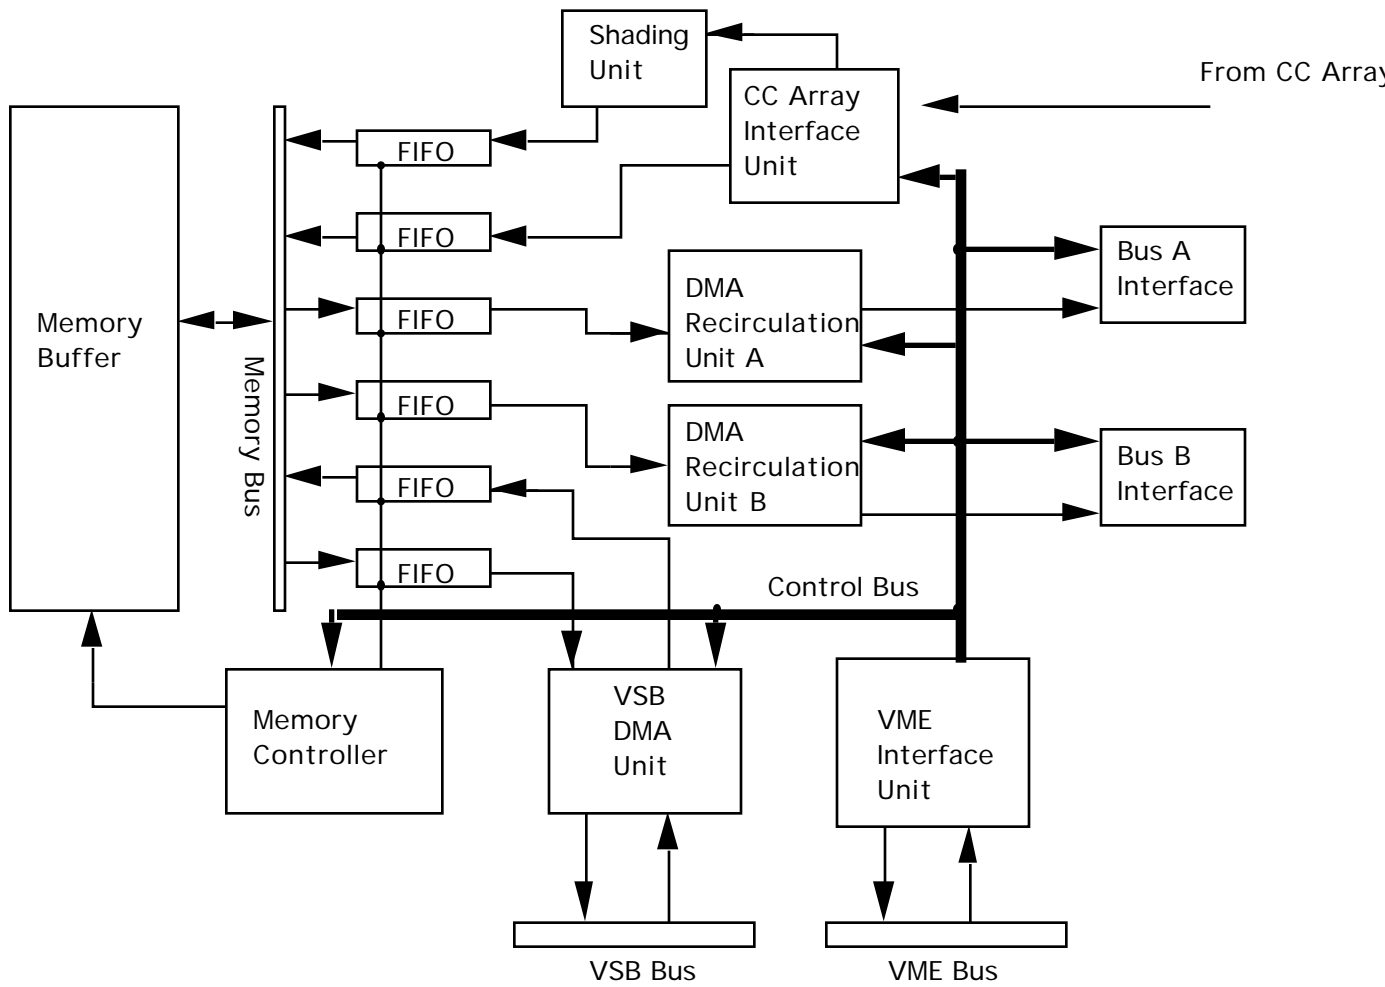 Shading
Unit
From CC Array
CC Array
Interface
Unit
FIFO
FIFO
Bus A
Interface
DMA
Recirculation
Unit A
FIFO
Memory
Buffer
Memory Bus
FIFO
DMA
Recirculation
Unit B
Bus B
Interface
FIFO
FIFO
Control Bus
Memory
Controller
VSB
DMA
Unit
VME
Interface
Unit
VSB Bus
VME Bus